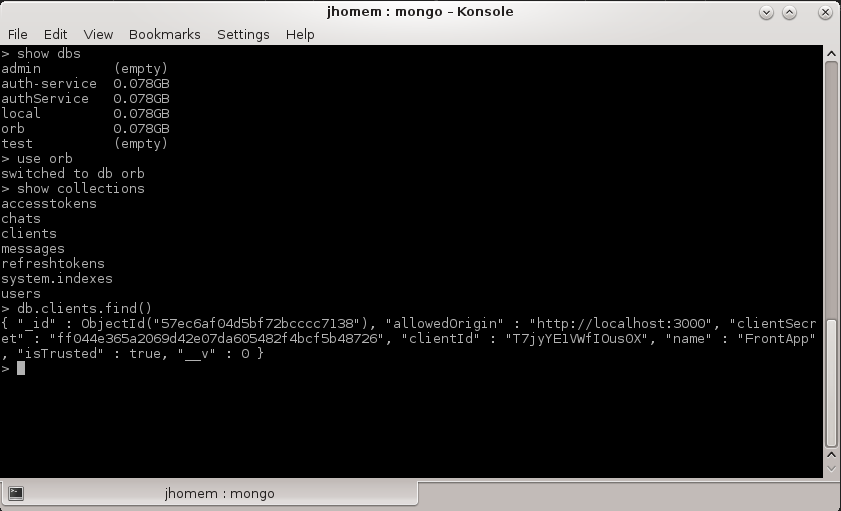 jhomem : mongo – Konsole
File Edit View Bookmarks Settings Help
> show dbs
admin         (empty)
auth-service  0.078GB
authService   0.078GB
local         0.078GB
orb           0.078GB
test          (empty)
> use orb
switched to db orb
> show collections
accesstokens
chats
clients
messages
refreshtokens
system.indexes
users
> db.clients.find()
{ "_id" : ObjectId("57ec6af04d5bf72bcccc7138"), "allowedOrigin" : "http://localhost:3000", "clientSecr
et" : "ff044e365a2069d42e07da605482f4bcf5b48726", "clientId" : "T7jyYE1VWfIOusOX", "name" : "FrontApp"
, "isTrusted" : true, "__v" : 0 }
>
jhomem : mongo